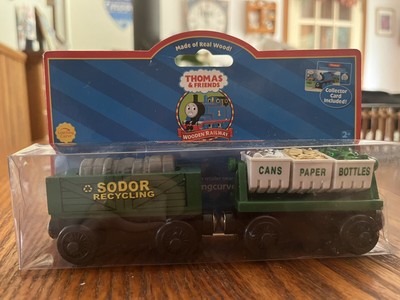 Made of Real Wood!
THOMAS
& FRIENDS
WOODEN RAILWAY
Collector
Card
Included!
2+
SODOR
RECYCLING
CANS
PAPER
BOTTLES